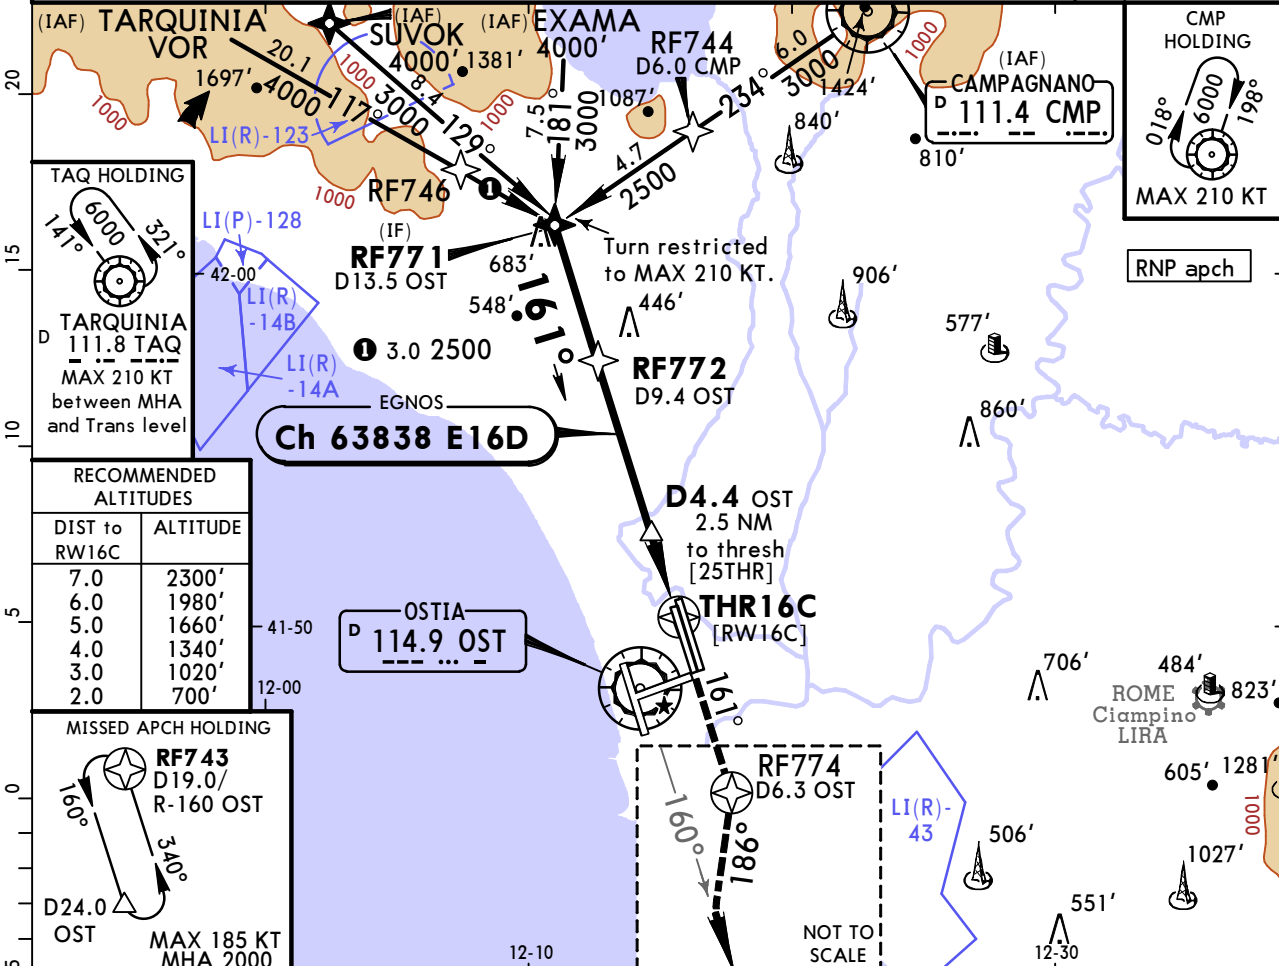 (IAF) TARQUINIA
VOR
(IAF)
SUVOK
4000'
(IAF) EXAMA
4000'
RF744
D6.0 CMP
6.0
3000
234°
4.7
2500
1424'
1000
(IAF)
CAMPAGNANO
D 111.4 CMP
CMP
HOLDING
018°
6000
198°
MAX 210 KT
RNP apch
20
20.1
4000
117°
1697'
1000
1000
3000
8.4
129°
1381'
1000
7.5
181°
3000
1087'
840'
810'
LI(R)-123
1000
RF746
1
(IF)
RF771
D13.5 OST
683'
Turn restricted
to MAX 210 KT.
TAQ HOLDING
141°
6000
321°
D
TARQUINIA
111.8 TAQ
MAX 210 KT
between MHA
and Trans level
LI(P)-128
15
42-00
LI(R)
-14B
LI(R)
-14A
548'
161°
446'
906'
577'
1 3.0 2500
RF772
D9.4 OST
860'
EGNOS
Ch 63838 E16D
10
RECOMMENDED
ALTITUDES
DIST to
RW16C
ALTITUDE
7.0 2300'
6.0 1980'
5.0 1660'
4.0 1340'
3.0 1020'
2.0 700'
D4.4 OST
2.5 NM
to thresh
[25THR]
THR16C
[RW16C]
5
41-50
12-00
OSTIA
D 114.9 OST
161°
706'
484'
823'
ROME
Ciampino
LIRA
605'
1281'
1000
MISSED APCH HOLDING
RF743
D19.0/
R-160 OST
160°
340°
D24.0
OST
MAX 185 KT
MHA 2000
0
RF774
D6.3 OST
160°
186°
LI(R)-
43
506'
1027'
551'
NOT TO
SCALE
12-10
12-30
5